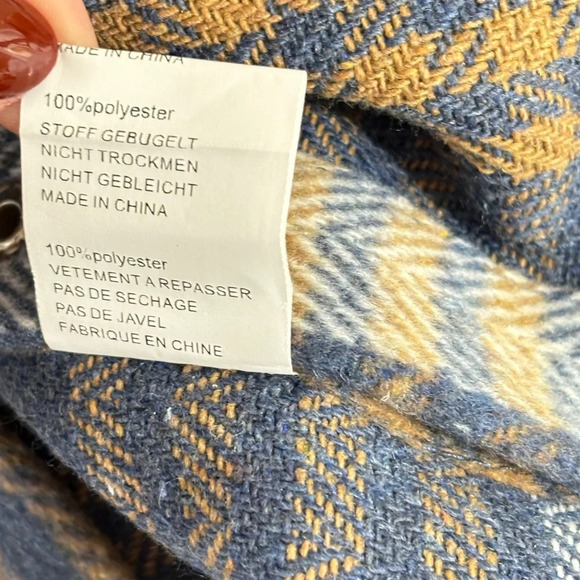 MADE IN CHINA
100%polyester
STOFF GEBUGELT
NICHT TROCKMEN
NICHT GEBLEICHT
MADE IN CHINA
100%polyester
VETEMENT A REPASSER
PAS DE SECHAGE
PAS DE JAVEL
FABRIQUE EN CHINE